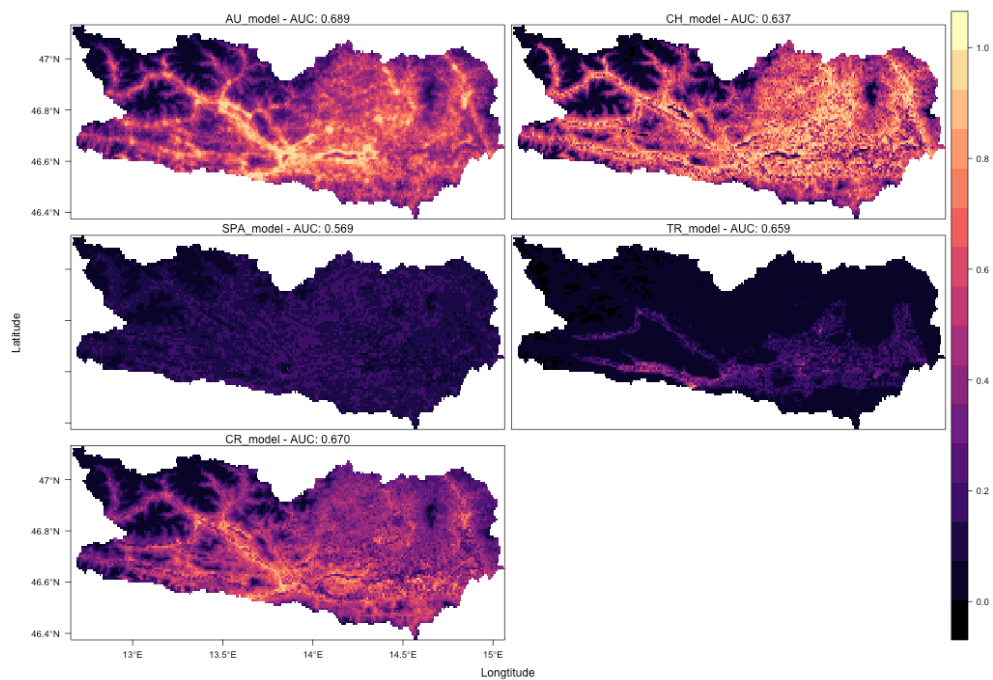 AU_model - AUC: 0.689
CH_model - AUC: 0.637
47°N
46.8°N
46.6°N
46.4°N
SPA_model - AUC: 0.569
TR_model - AUC: 0.659
CR_model - AUC: 0.670
47°N
46.8°N
46.6°N
46.4°N
13°E
13.5°E
14°E
14.5°E
15°E
Latitude
Longtitude
1.0
0.8
0.6
0.4
0.2
0.0